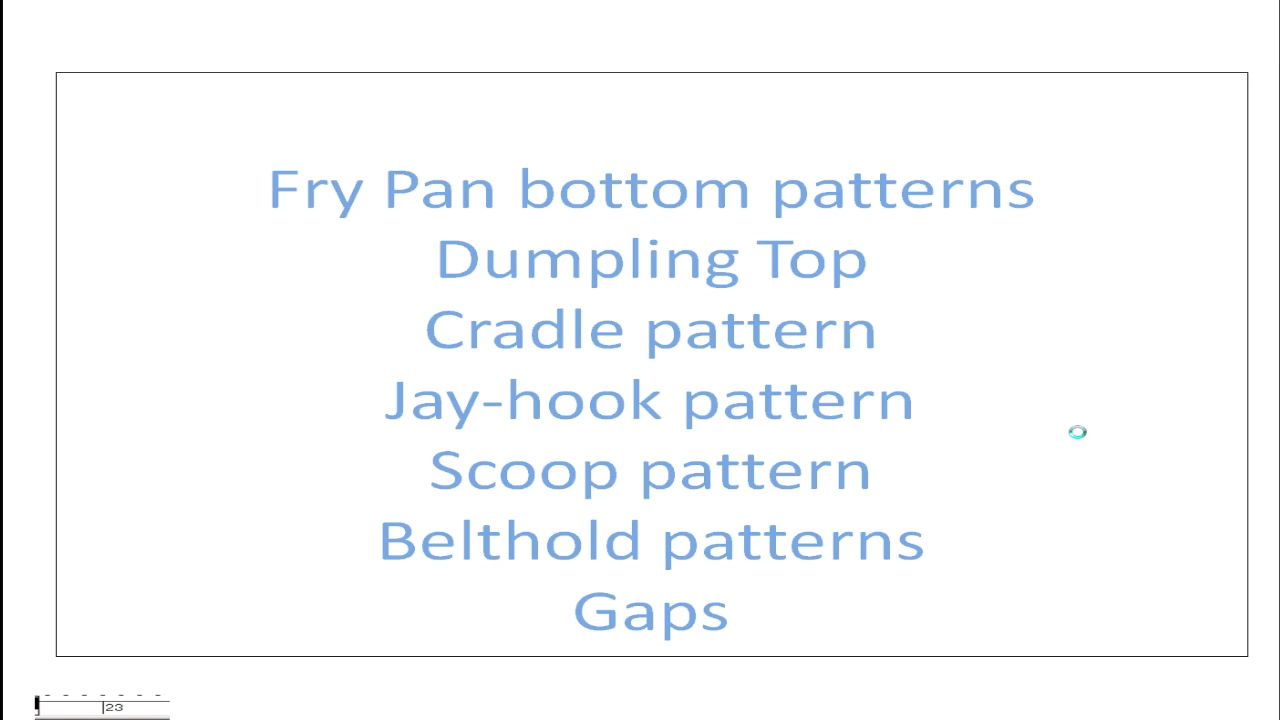 Fry Pan bottom patterns
Dumpling Top
Cradle pattern
Jay-hook pattern
Scoop pattern
Belthold patterns
Gaps
23